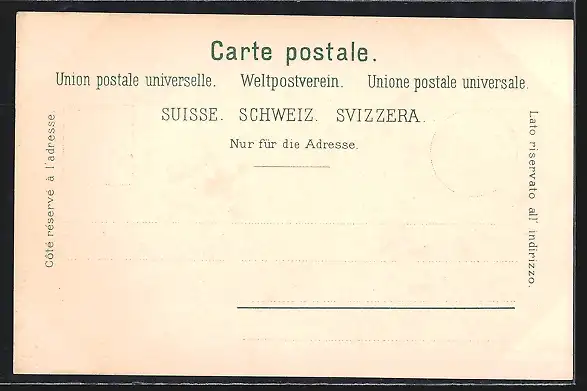 Carte postale.
Union postale universelle. Weltpostverein. Unione postale universale.
SUISSE. SCHWEIZ. SVIZZERA.
Nur für die Adresse.
Côté réservé à l'adresse.
Lato riservato all' indirizzo.